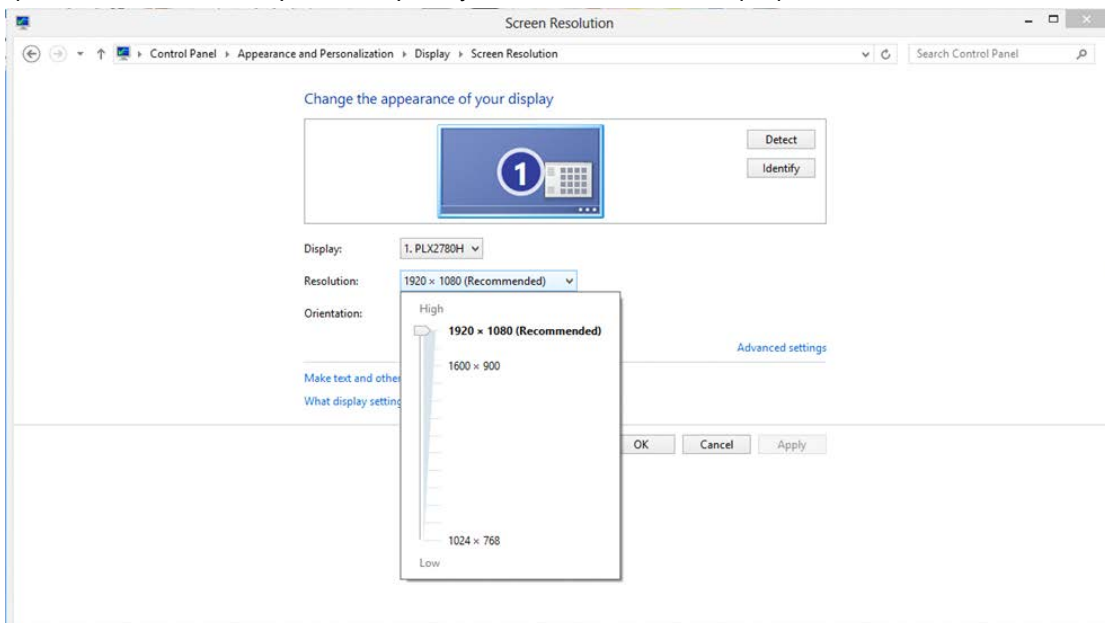 Screen Resolution
Control Panel Appearance and Personalization Display Screen Resolution
Search Control Panel
Change the appearance of your display
1
Detect
Identify
Display: 1. PLX2780H
Resolution: 1920 × 1080 (Recommended)
Orientation:
High
1920 × 1080 (Recommended)
1600 × 900
1024 × 768
Low
Advanced settings
Make text and other
What display setting
OK Cancel Apply